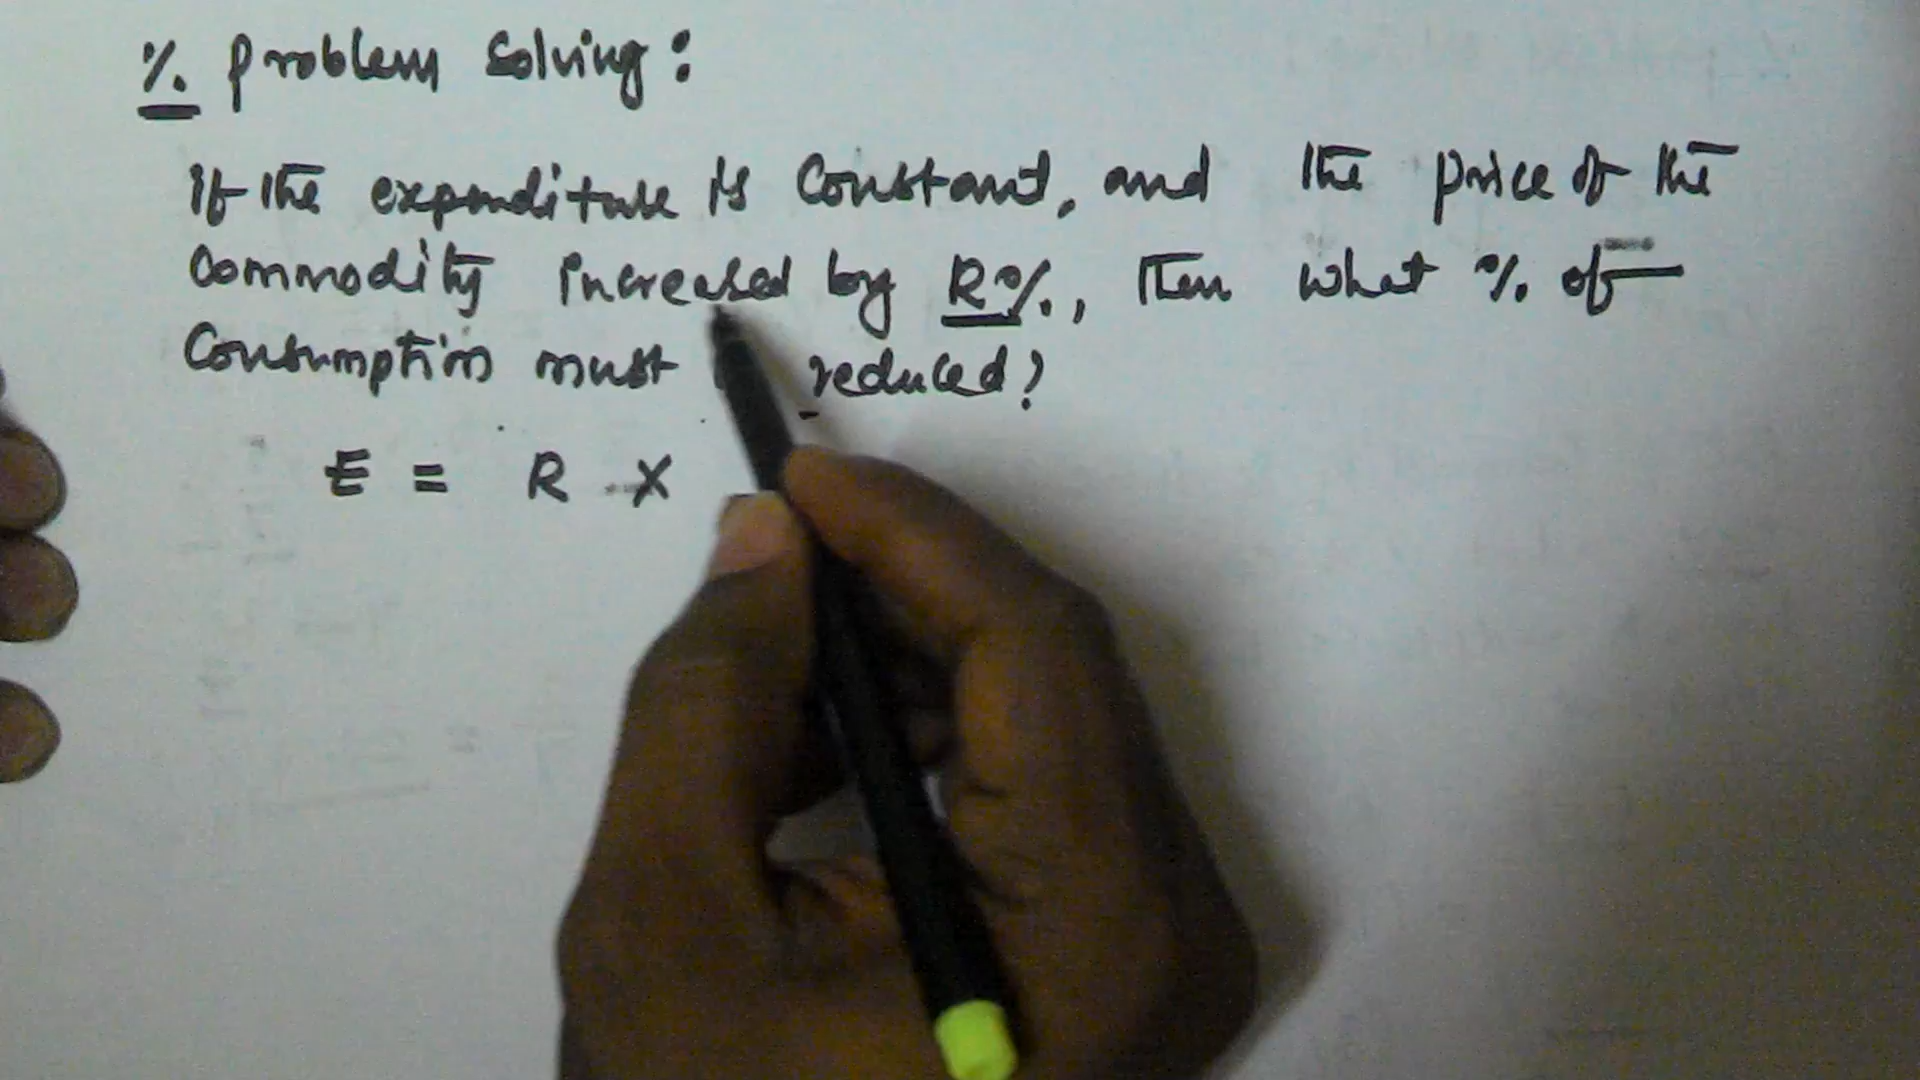 % problem solving:
If the expenditure is constant, and the price of the
commodity increased by R%, then what % of
Consumption must reduced?
E = R X